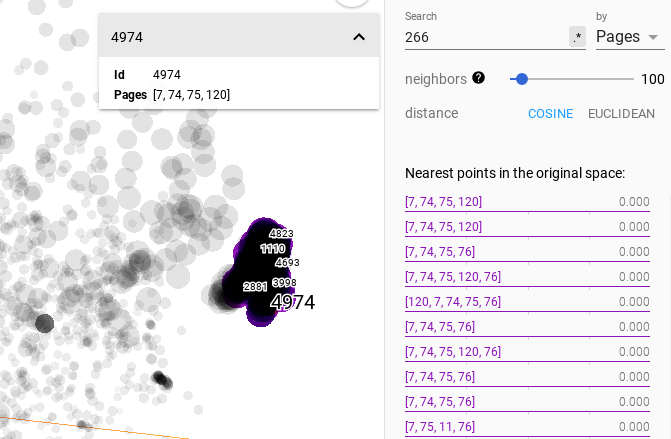 4974
Id 4974
Pages [7, 74, 75, 120]
4823
1110
4693
2881 3998
4974
Search by
266 .* Pages
neighbors ? 100
distance COSINE EUCLIDEAN
Nearest points in the original space:
[7, 74, 75, 120] 0.000
[7, 74, 75, 120] 0.000
[7, 74, 75, 76] 0.000
[7, 74, 75, 120, 76] 0.000
[120, 7, 74, 75, 76] 0.000
[7, 74, 75, 76] 0.000
[7, 74, 75, 120, 76] 0.000
[7, 74, 75, 76] 0.000
[7, 74, 75, 76] 0.000
[7, 75, 11, 76] 0.000